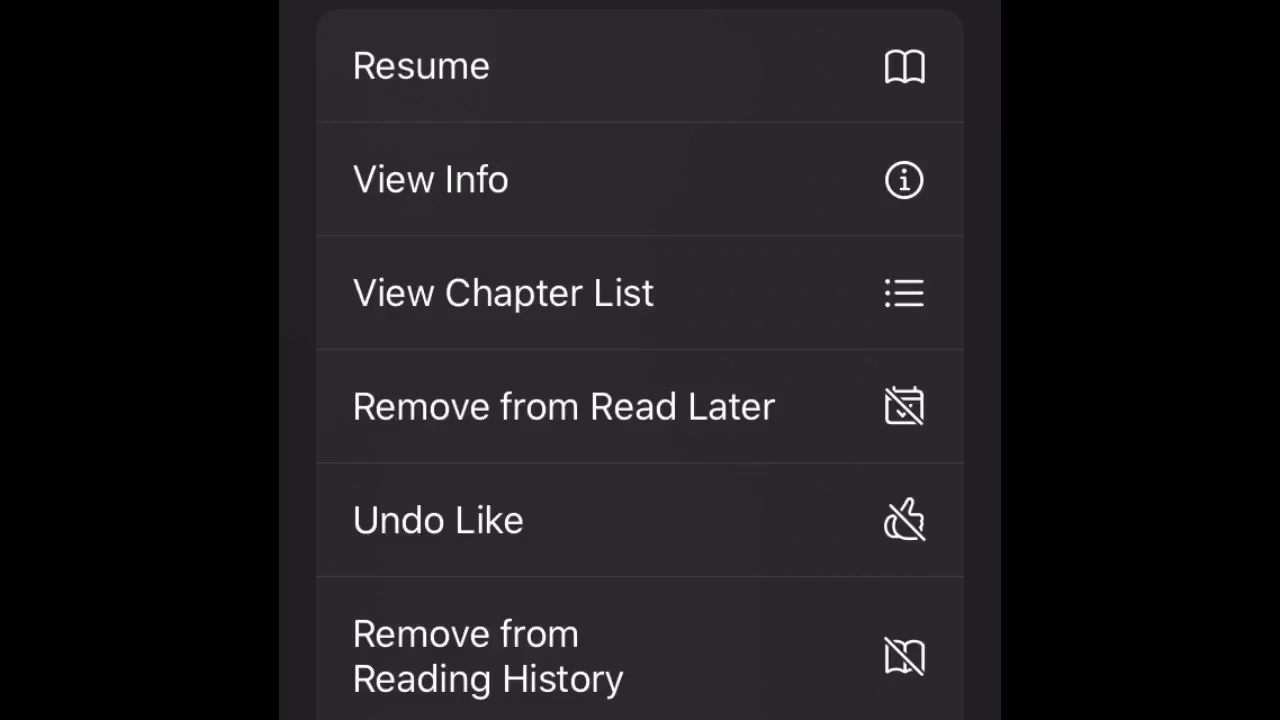 Resume
View Info
View Chapter List
Remove from Read Later
Undo Like
Remove from
Reading History